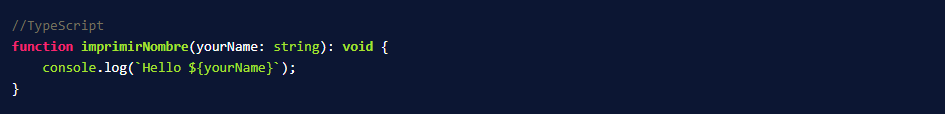 //TypeScript
function imprimirNombre(yourName: string): void {
    console.log(`Hello ${yourName}`);
}